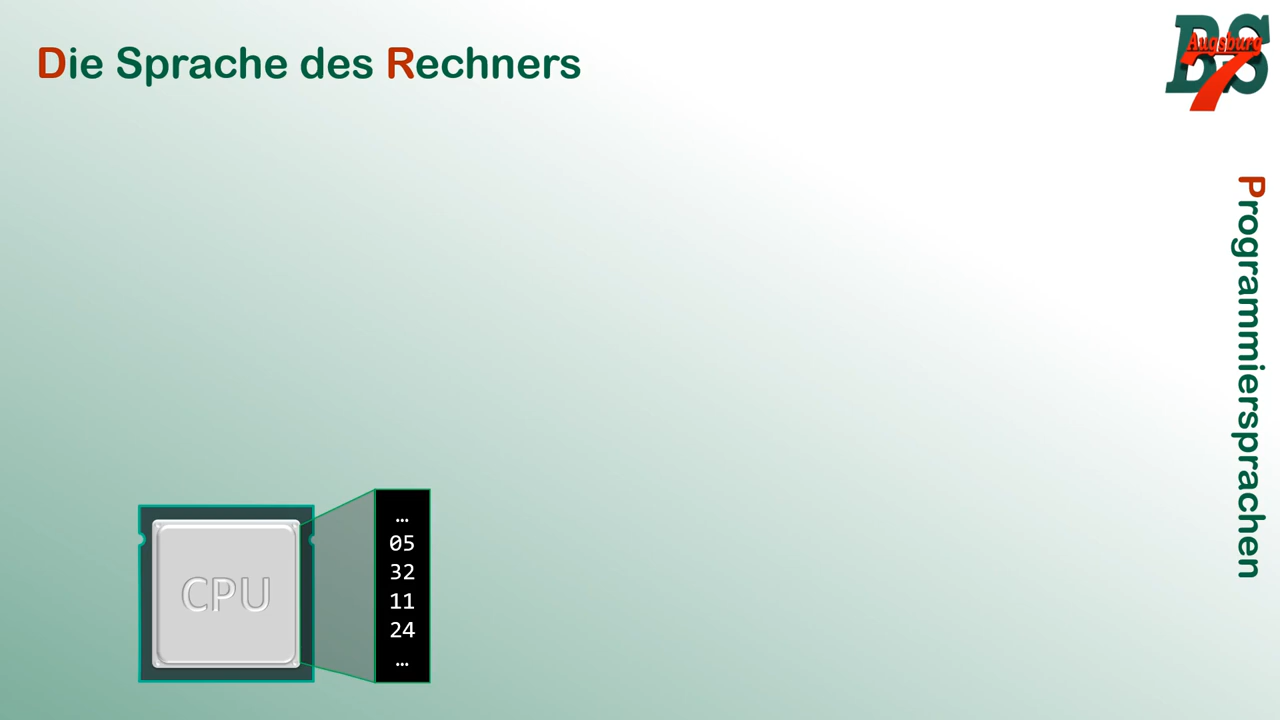 Die Sprache des Rechners
BS
Augsburg
7
Programmiersprachen
CPU
...
05
32
11
24
...